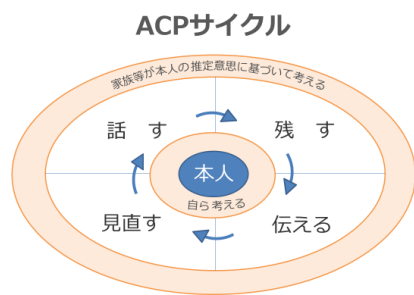 ACPサイクル
家族等が本人の推定意思に基づいて考える
話　す
残　す
本人
自ら考える
見直す
伝える